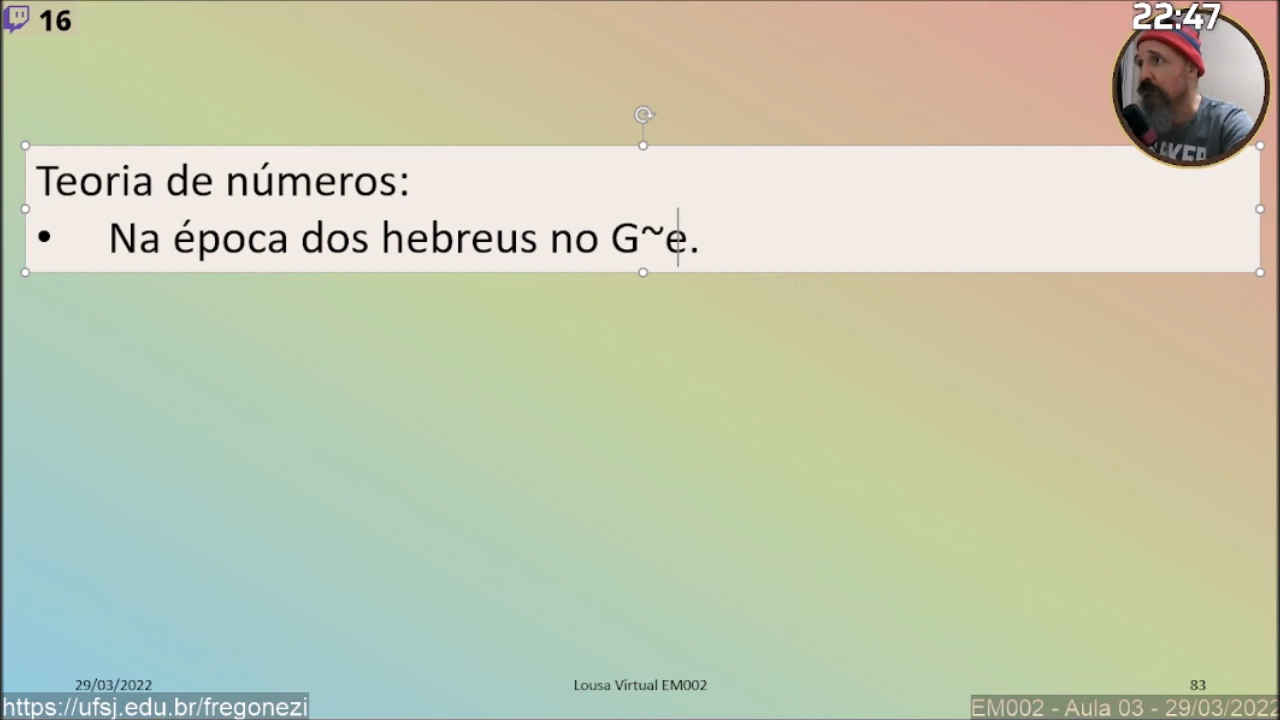 16
22:47
Teoria de números:
• Na época dos hebreus no G~e.
29/03/2022
Lousa Virtual EM002
83
https://ufsj.edu.br/fregonezi
EM002 - Aula 03 - 29/03/2022